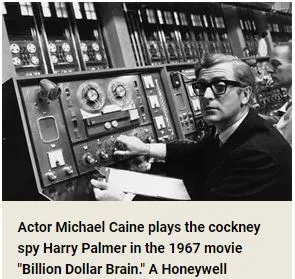 Actor Michael Caine plays the cockney
spy Harry Palmer in the 1967 movie
"Billion Dollar Brain." A Honeywell